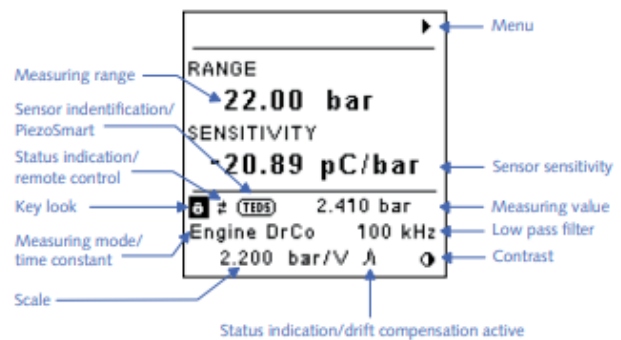 Menu
RANGE
Measuring range
22.00 bar
Sensor indentification/
PiezoSmart
SENSITIVITY
Status indication/
remote control
-20.89 pC/bar
Sensor sensitivity
Key look
TEDS 2.410 bar
Measuring value
Measuring mode/
time constant
Engine DrCo 100 kHz
Low pass filter
2.200 bar/V
Contrast
Scale
Status indication/drift compensation active